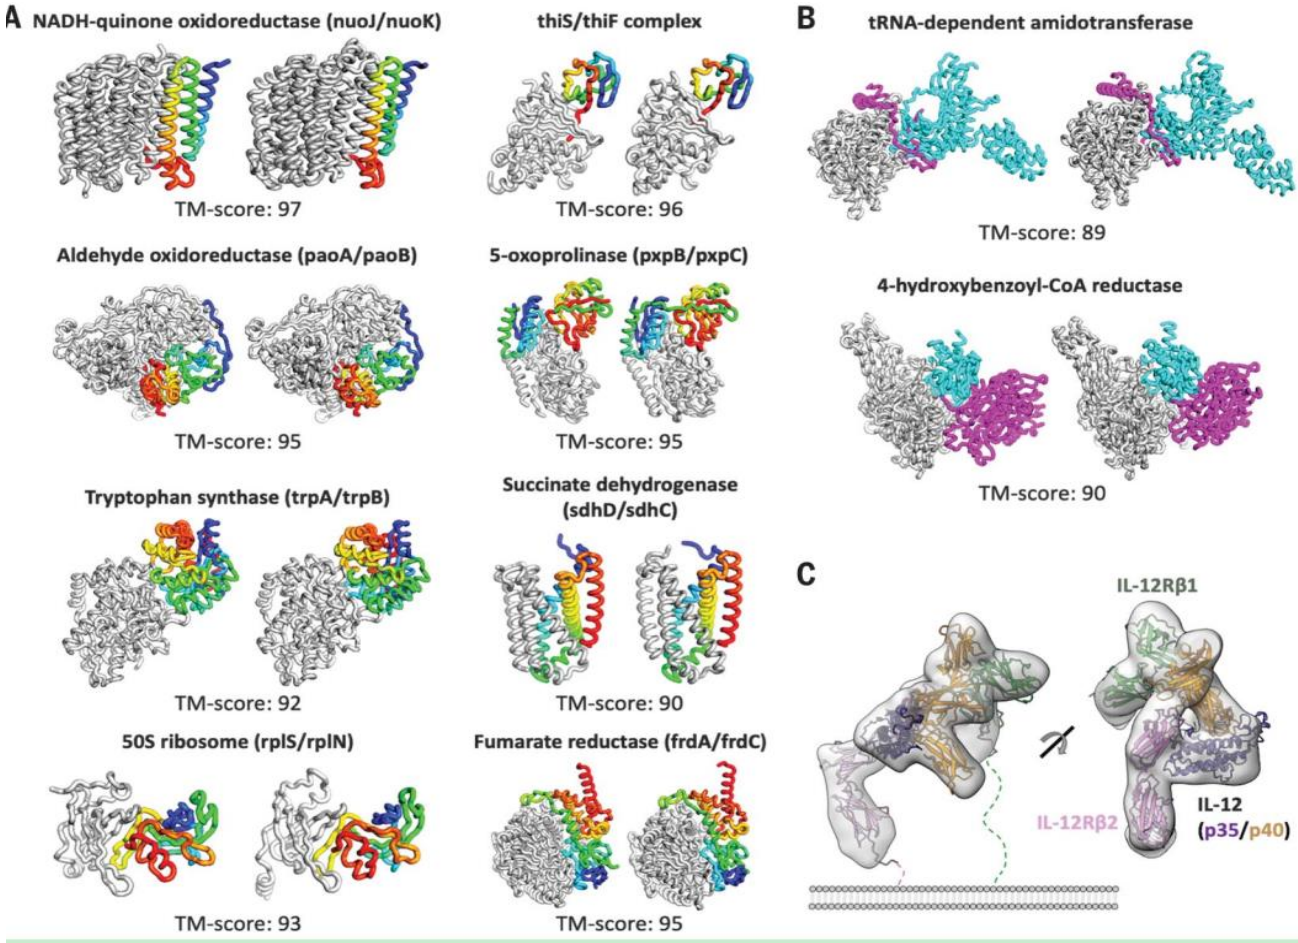 A
NADH-quinone oxidoreductase (nuoJ/nuoK)
TM-score: 97
thiS/thiF complex
TM-score: 96
Aldehyde oxidoreductase (paoA/paoB)
TM-score: 95
5-oxoprolinase (pxpB/pxpC)
TM-score: 95
Tryptophan synthase (trpA/trpB)
TM-score: 92
Succinate dehydrogenase
(sdhD/sdhC)
TM-score: 90
50S ribosome (rplS/rplN)
TM-score: 93
Fumarate reductase (frdA/frdC)
TM-score: 95
B
tRNA-dependent amidotransferase
TM-score: 89
4-hydroxybenzoyl-CoA reductase
TM-score: 90
C
IL-12Rβ1
IL-12Rβ2
IL-12
(p35/p40)